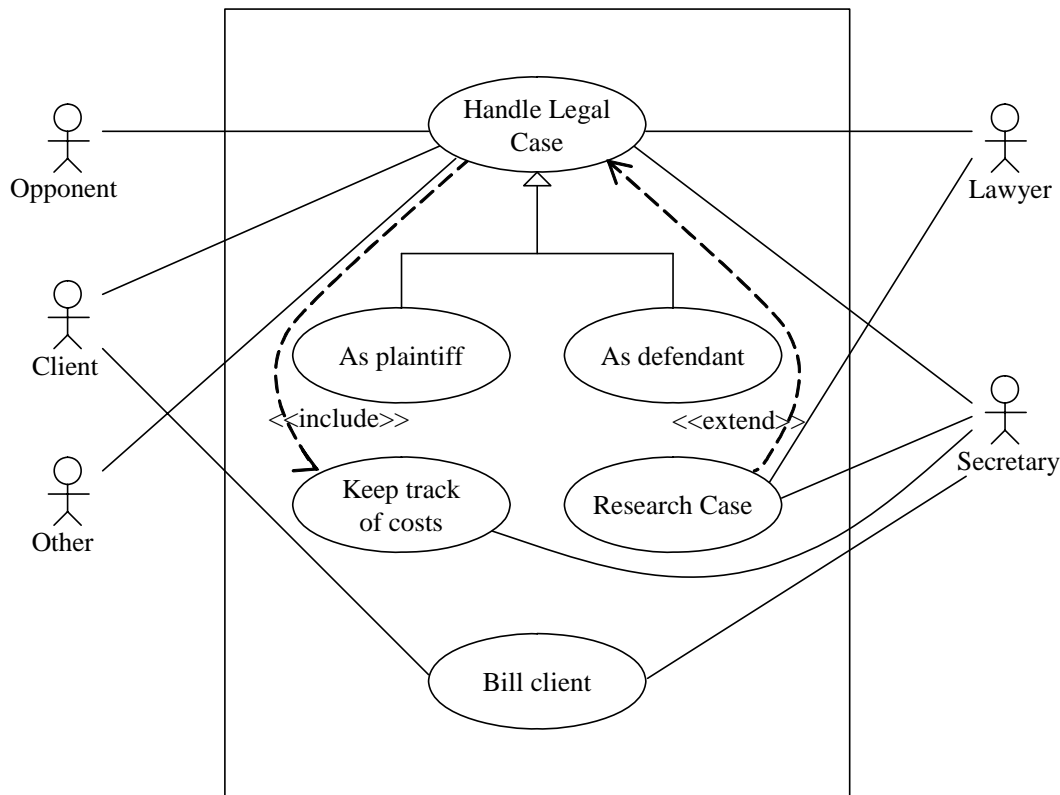 Handle Legal
Case
Opponent
Lawyer
Client
As plaintiff
As defendant
<<include>>
<<extend>>
Secretary
Keep track
of costs
Research Case
Other
Bill client